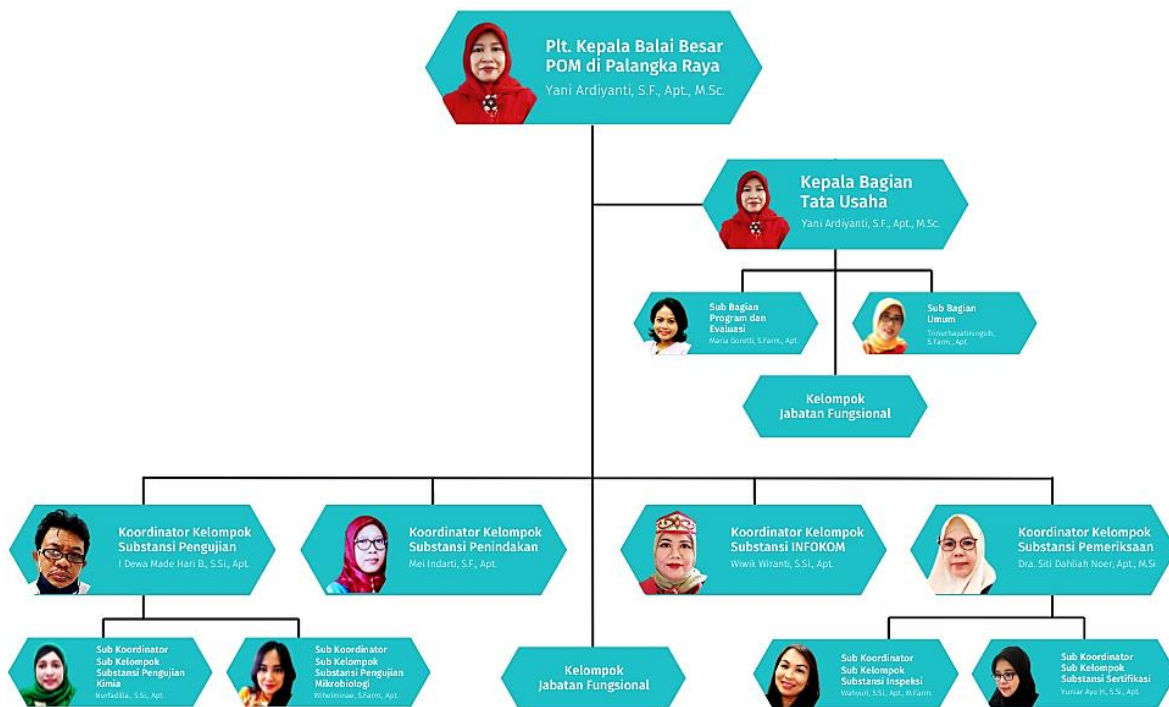 Plt. Kepala Balai Besar
POM di Palangka Raya
Yani Ardiyanti, S.F., Apt., M.Sc.
Kepala Bagian
Tata Usaha
Yani Ardiyanti, S.F., Apt., M.Sc.
Sub Bagian
Program dan
Evaluasi
Maria Goretti, S.Farm., Apt.
Sub Bagian
Umum
Trinurhayatiningsih,
S.Farm., Apt.
Kelompok
Jabatan Fungsional
Koordinator Kelompok
Substansi Pengujian
I Dewa Made Hari B., S.Si., Apt.
Koordinator Kelompok
Substansi Penindakan
Mei Indarti, S.F., Apt.
Koordinator Kelompok
Substansi INFOKOM
Wiwik Wiranti, S.Si., Apt.
Koordinator Kelompok
Substansi Pemeriksaan
Dra. Siti Dahliah Noer, Apt., M.Si
Sub Koordinator
Sub Kelompok
Substansi Pengujian
Kimia
Nurfadilla., S.Si., Apt.
Sub Koordinator
Sub Kelompok
Substansi Pengujian
Mikrobiologi
Wihelminae, S.Farm., Apt.
Kelompok
Jabatan Fungsional
Sub Koordinator
Sub Kelompok
Substansi Inspeksi
Wahyuri, S.Si., Apt., M.Farm.
Sub Koordinator
Sub Kelompok
Substansi Sertifikasi
Yuniar Ayu H., S.Si., Apt.